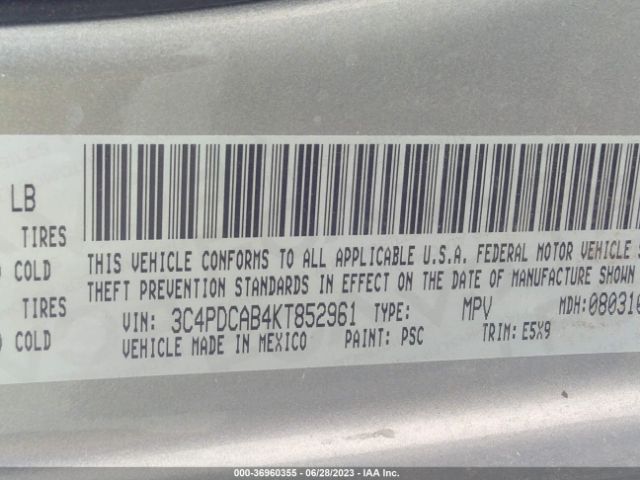 LB
TIRES
COLD
TIRES
COLD
THIS VEHICLE CONFORMS TO ALL APPLICABLE U.S.A. FEDERAL MOTOR VEHICLE S
THEFT PREVENTION STANDARDS IN EFFECT ON THE DATE OF MANUFACTURE SHOWN
VIN: 3C4PDCAB4KT852961 TYPE: MPV MDH:080316
VEHICLE MADE IN MEXICO PAINT: PSC TRIM: E5X9
000-36960355 | 06/28/2023 - IAA Inc.